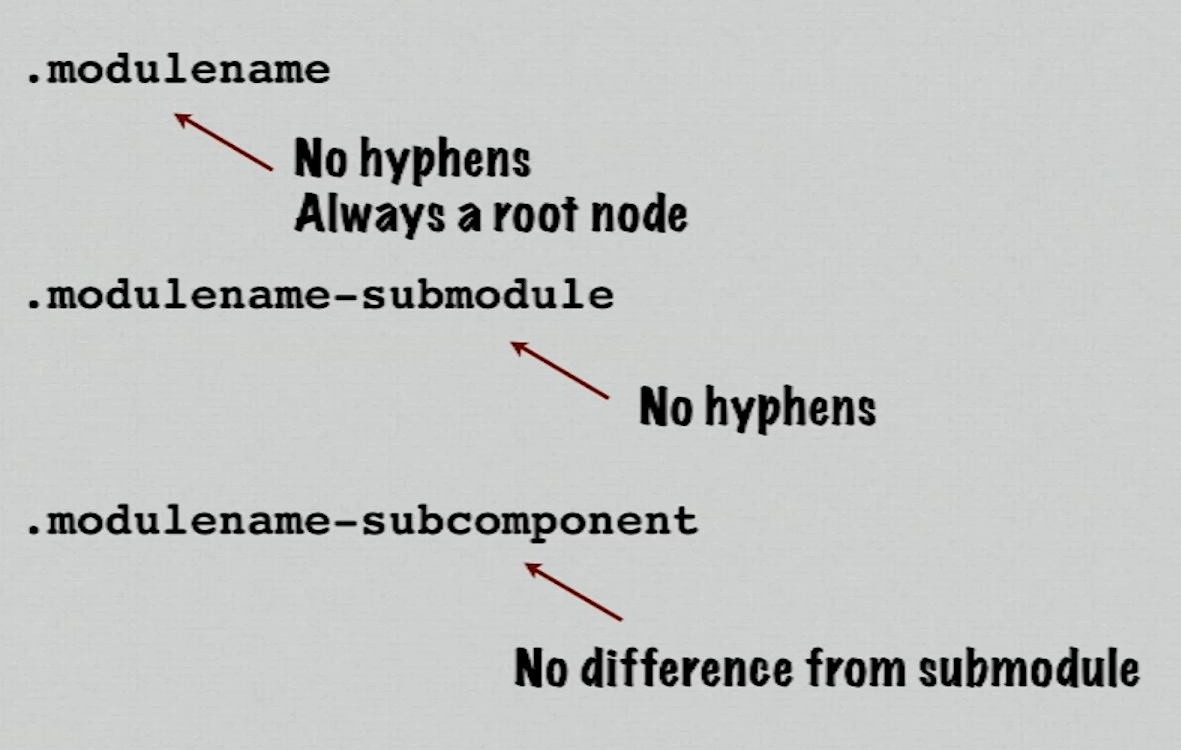 .modulename
No hyphens
Always a root node
.modulename-submodule
No hyphens
.modulename-subcomponent
No difference from submodule